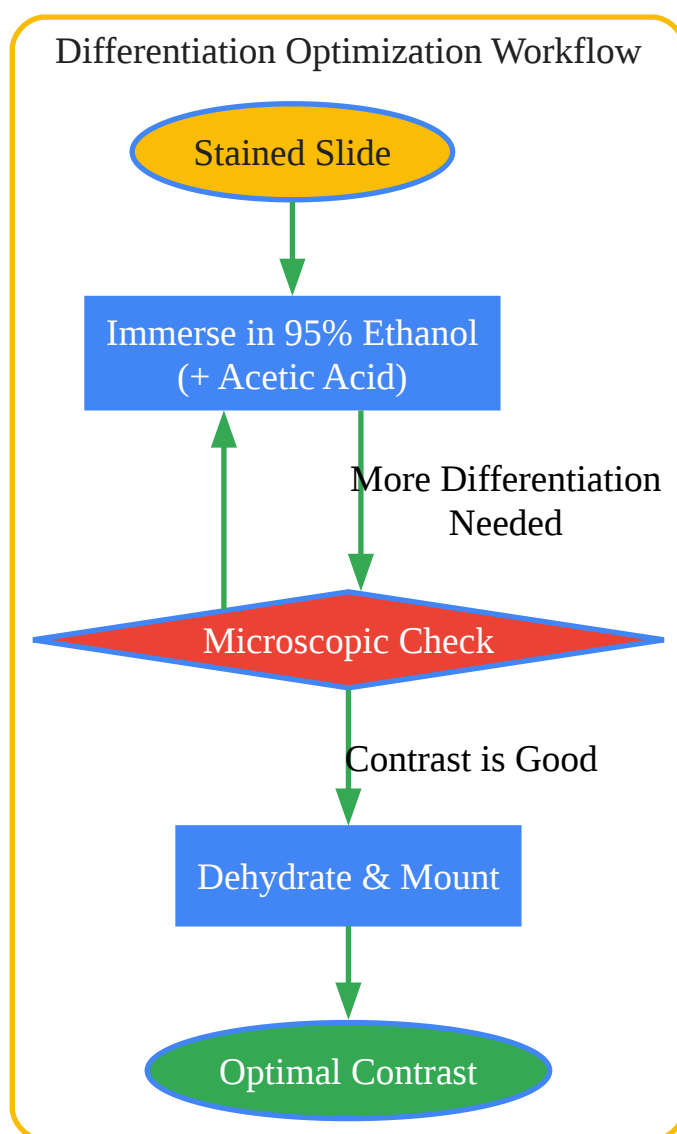 Differentiation Optimization Workflow
Stained Slide
Immerse in 95% Ethanol
(+ Acetic Acid)
More Differentiation
Needed
Microscopic Check
Contrast is Good
Dehydrate & Mount
Optimal Contrast